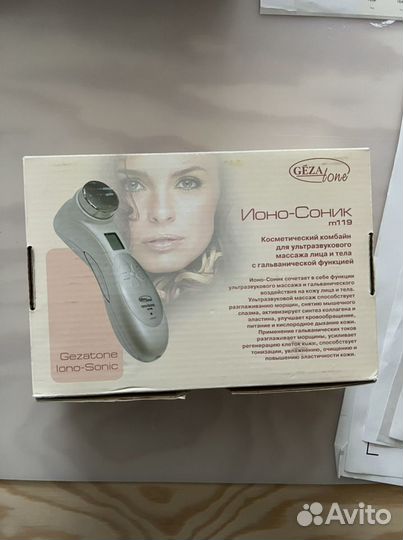 GÉZAtone
Ионо-Соник
m119
Косметический комбайн
для ультразвукового
массажа лица и тела
с гальванической функцией
Ионо-Соник сочетает в себе функции
ультразвукового массажа и гальванического
воздействия на кожу лица и тела.
Ультразвуковой массаж способствует
разглаживанию морщин, снятию мышечного
спазма, активизирует синтез коллагена и
эластина, улучшает кровообращение,
питание и кислородное дыхание кожи.
Применение гальванических токов
разглаживает морщины, усиливает
регенерацию клеток кожи, способствует
тонизации, увлажнению, очищению и
повышению эластичности кожи.
Gezatone
Iono-Sonic
Avito